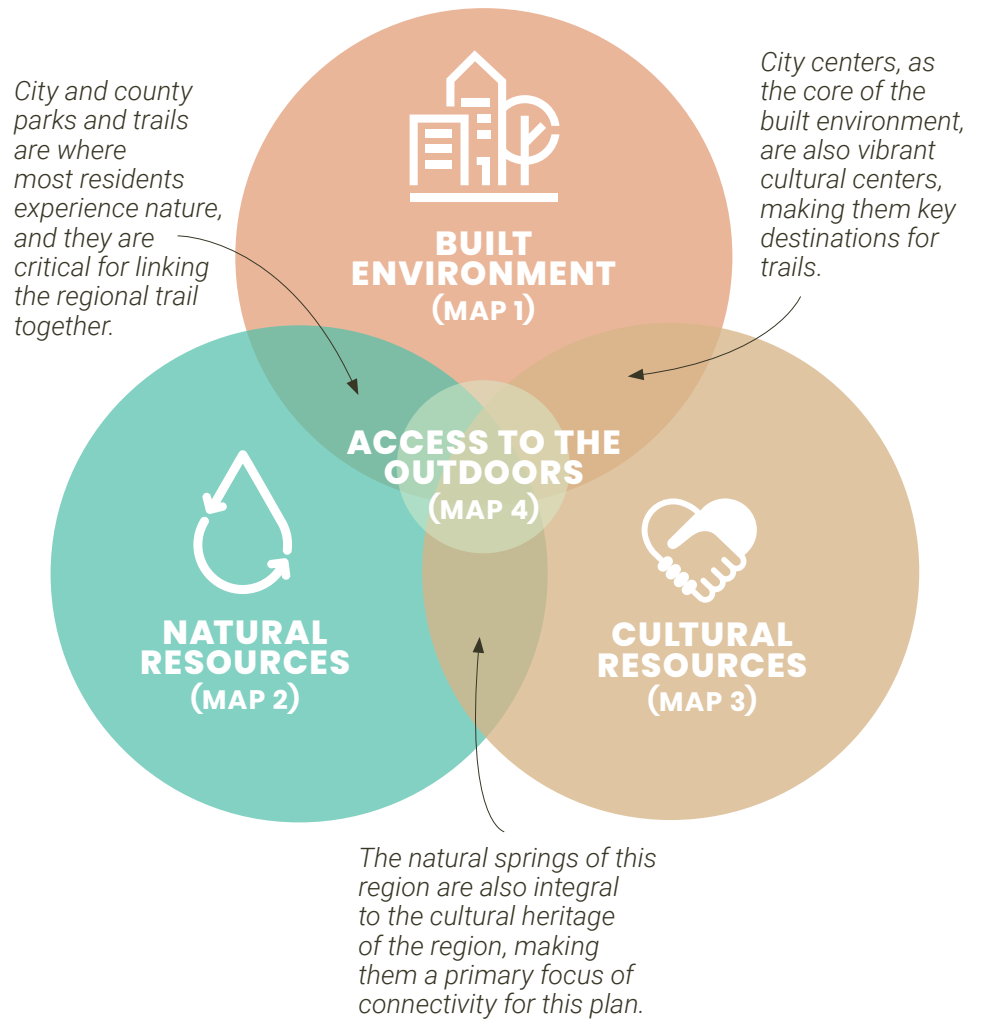 City and county
parks and trails
are where
most residents
experience nature,
and they are
critical for linking
the regional trail
together.
City centers, as
the core of the
built environment,
are also vibrant
cultural centers,
making them key
destinations for
trails.
BUILT
ENVIRONMENT
(MAP 1)
ACCESS TO THE
OUTDOORS
(MAP 4)
NATURAL
RESOURCES
(MAP 2)
CULTURAL
RESOURCES
(MAP 3)
The natural springs of this
region are also integral
to the cultural heritage
of the region, making
them a primary focus of
connectivity for this plan.